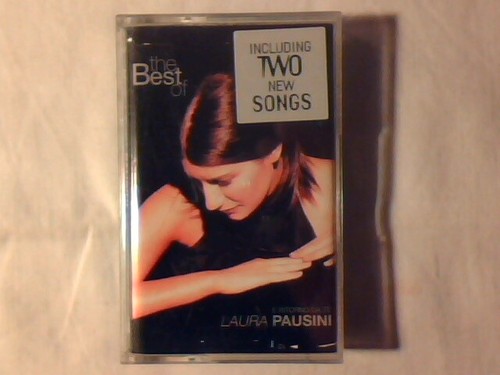 the
Best
of
INCLUDING
TWO
NEW
SONGS
LAURA PAUSINI